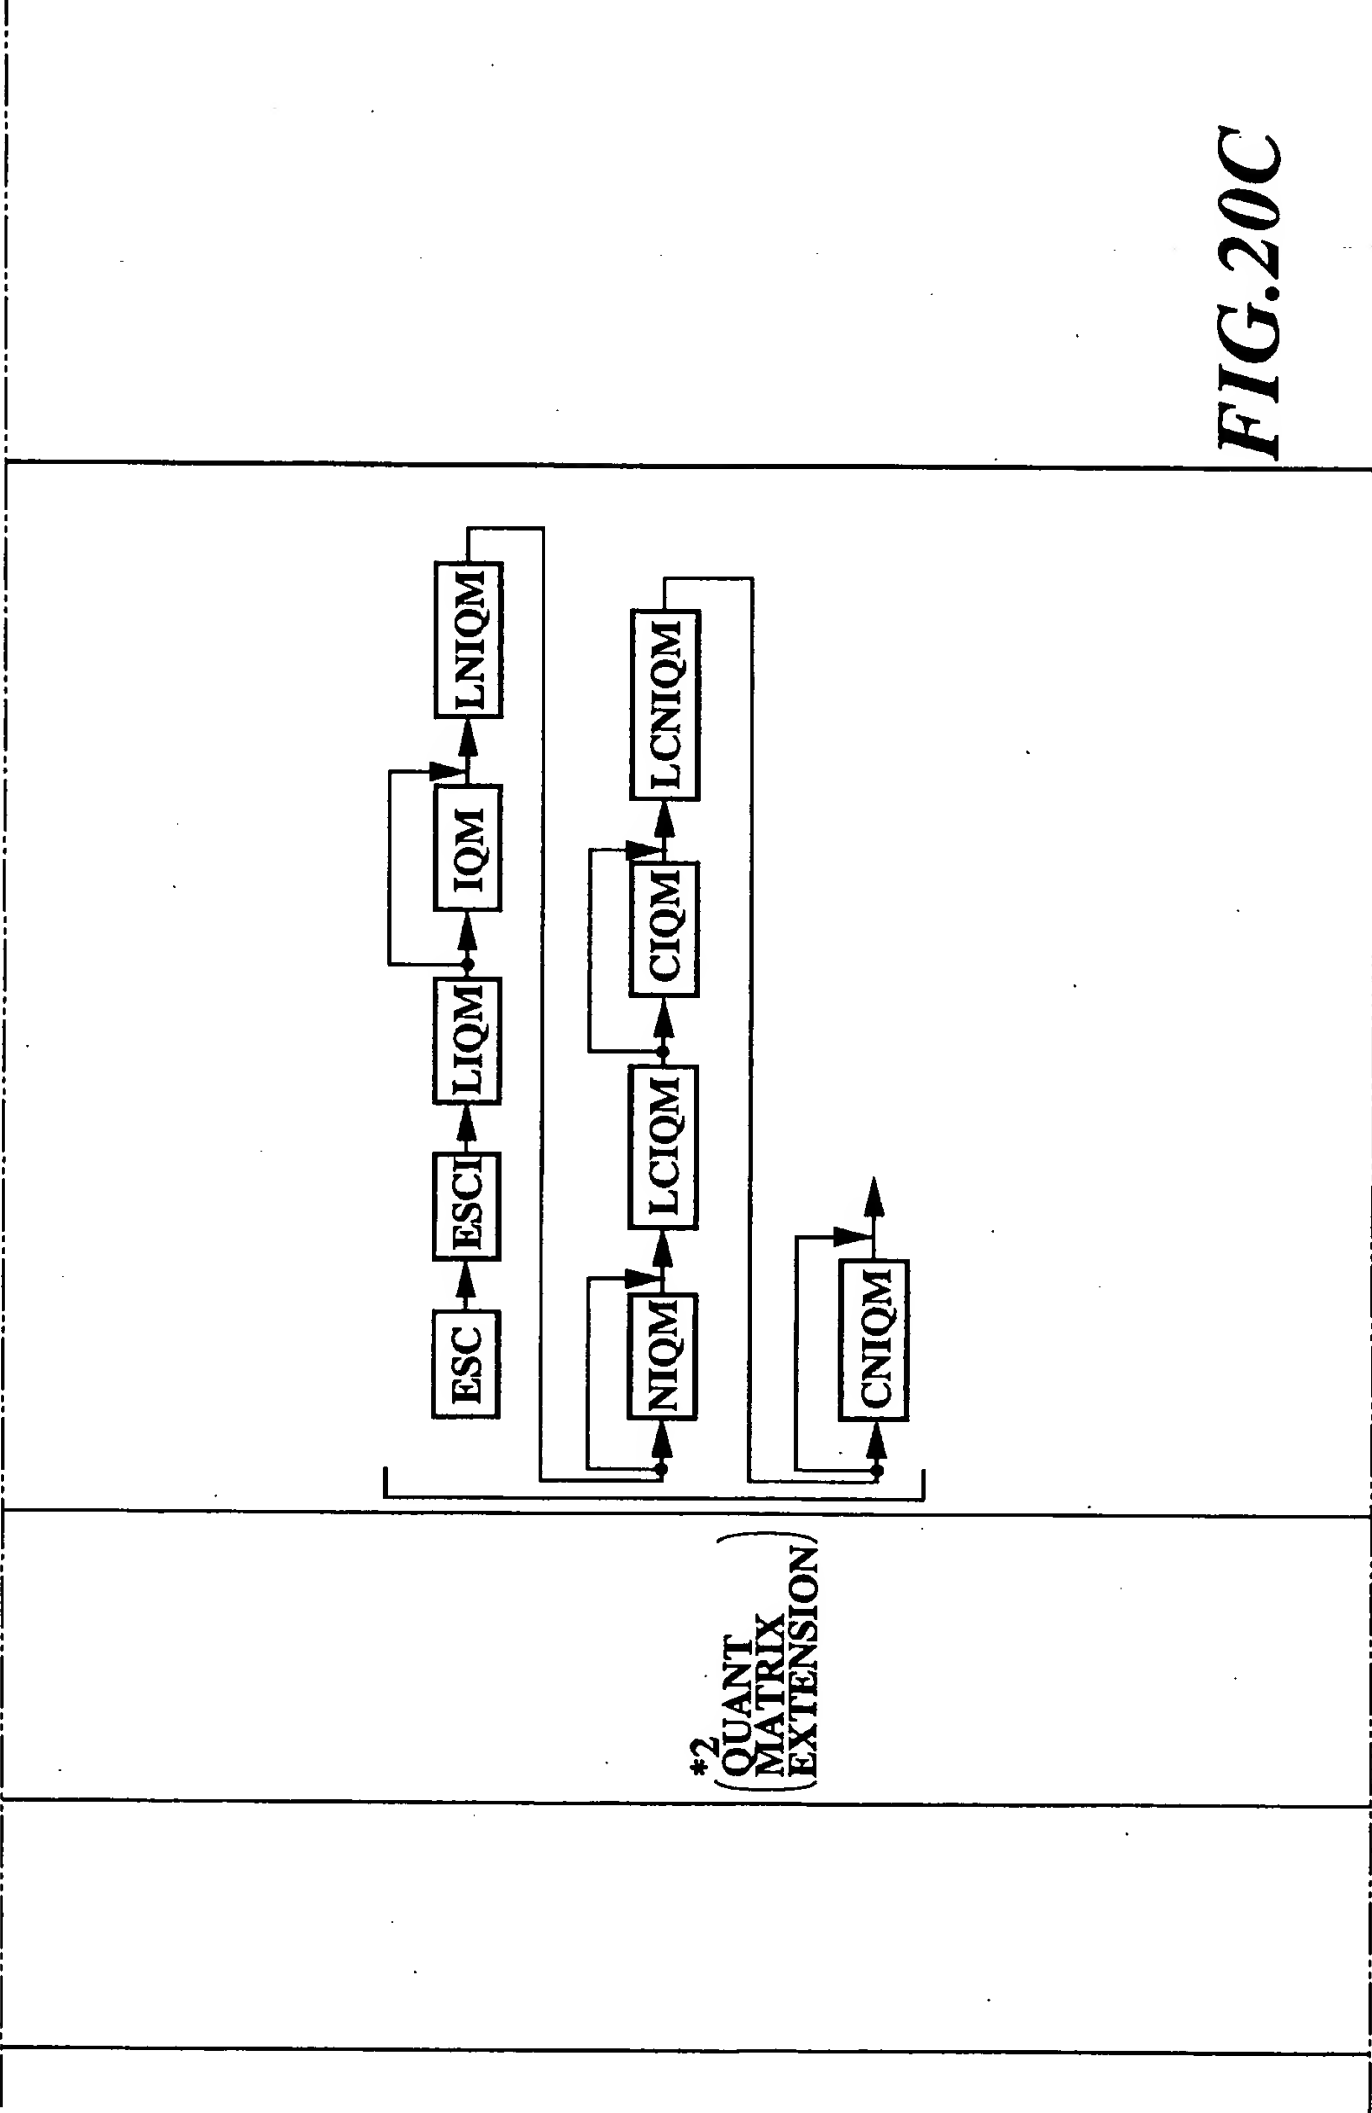 *2
(QUANT
MATRIX
EXTENSION)
ESC
ESCI
LIQM
IQM
LNIQM
NIQM
LCIQM
CIQM
LCNIQM
CNIQM
FIG.20C